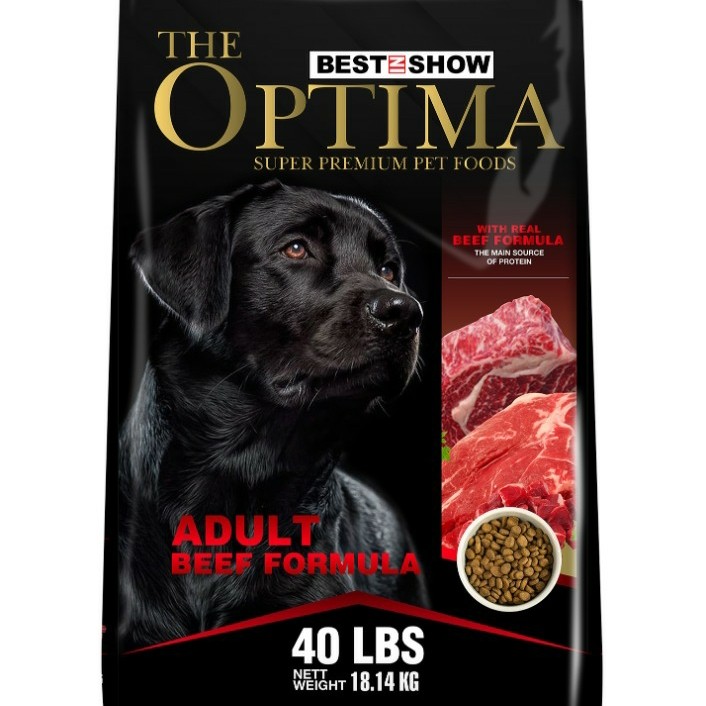 THE
BEST IN SHOW
OPTIMA
SUPER PREMIUM PET FOODS
WITH REAL
BEEF FORMULA
THE MAIN SOURCE
OF PROTEIN
ADULT
BEEF FORMULA
40 LBS
NETT
WEIGHT 18.14 KG